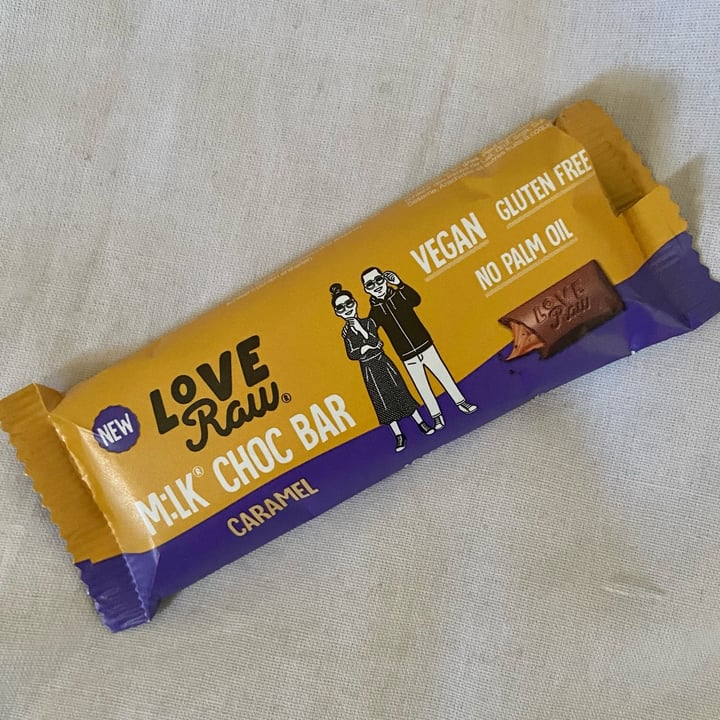 NEW
LOVE
Raw®
M:LK® CHOC BAR
CARAMEL
VEGAN
GLUTEN FREE
NO PALM OIL
LOVE
Raw